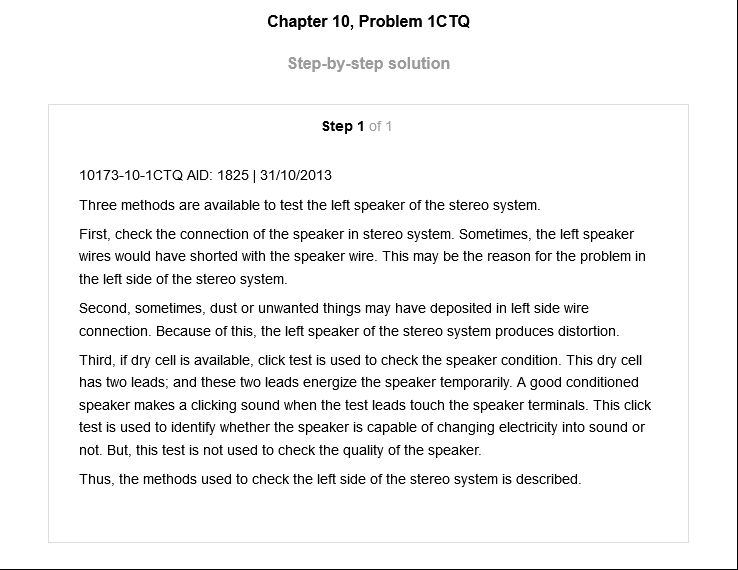 Chapter 10, Problem 1CTQ
Step-by-step solution
Step 1 of 1
10173-10-1CTQ AID: 1825 | 31/10/2013
Three methods are available to test the left speaker of the stereo system.
First, check the connection of the speaker in stereo system. Sometimes, the left speaker
wires would have shorted with the speaker wire. This may be the reason for the problem in
the left side of the stereo system.
Second, sometimes, dust or unwanted things may have deposited in left side wire
connection. Because of this, the left speaker of the stereo system produces distortion.
Third, if dry cell is available, click test is used to check the speaker condition. This dry cell
has two leads; and these two leads energize the speaker temporarily. A good conditioned
speaker makes a clicking sound when the test leads touch the speaker terminals. This click
test is used to identify whether the speaker is capable of changing electricity into sound or
not. But, this test is not used to check the quality of the speaker.
Thus, the methods used to check the left side of the stereo system is described.